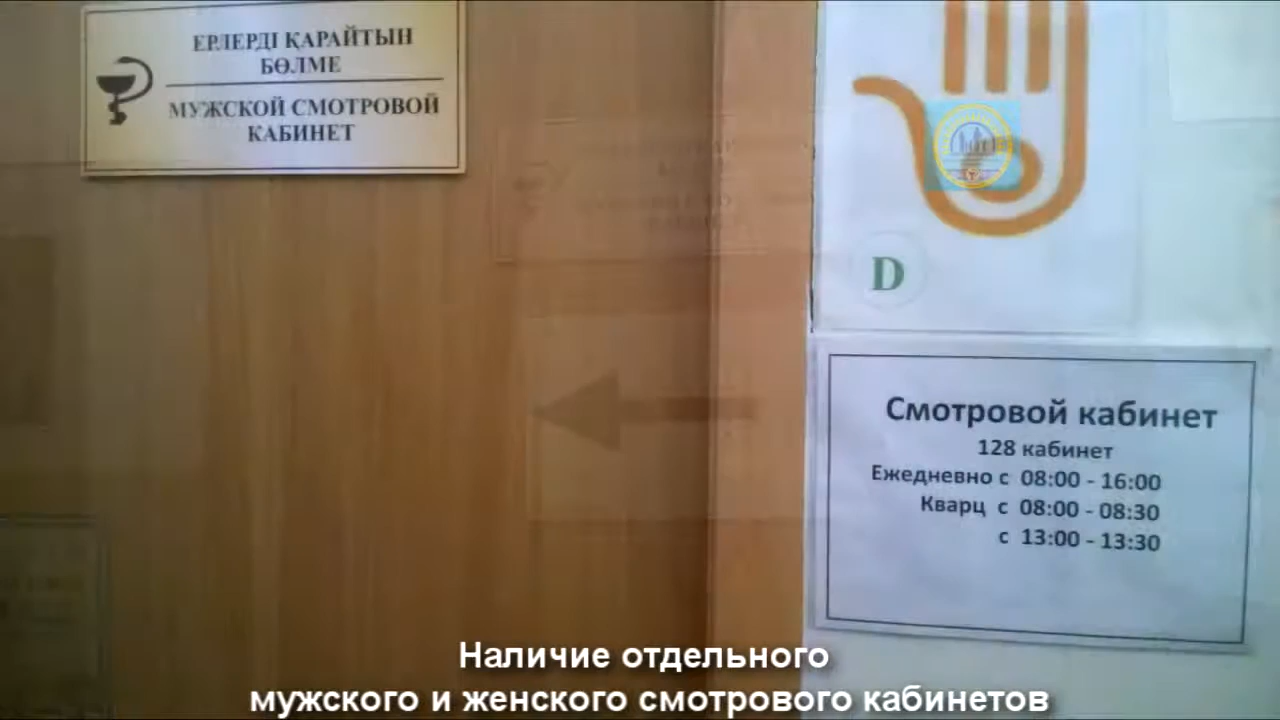 ЕРЛЕРДІ ҚАРАЙТЫН
БӨЛМЕ
МУЖСКОЙ СМОТРОВОЙ
КАБИНЕТ
D
Смотровой кабинет
128 кабинет
Ежедневно с 08:00 - 16:00
Кварц с 08:00 - 08:30
с 13:00 - 13:30
Наличие отдельного
мужского и женского смотрового кабинетов